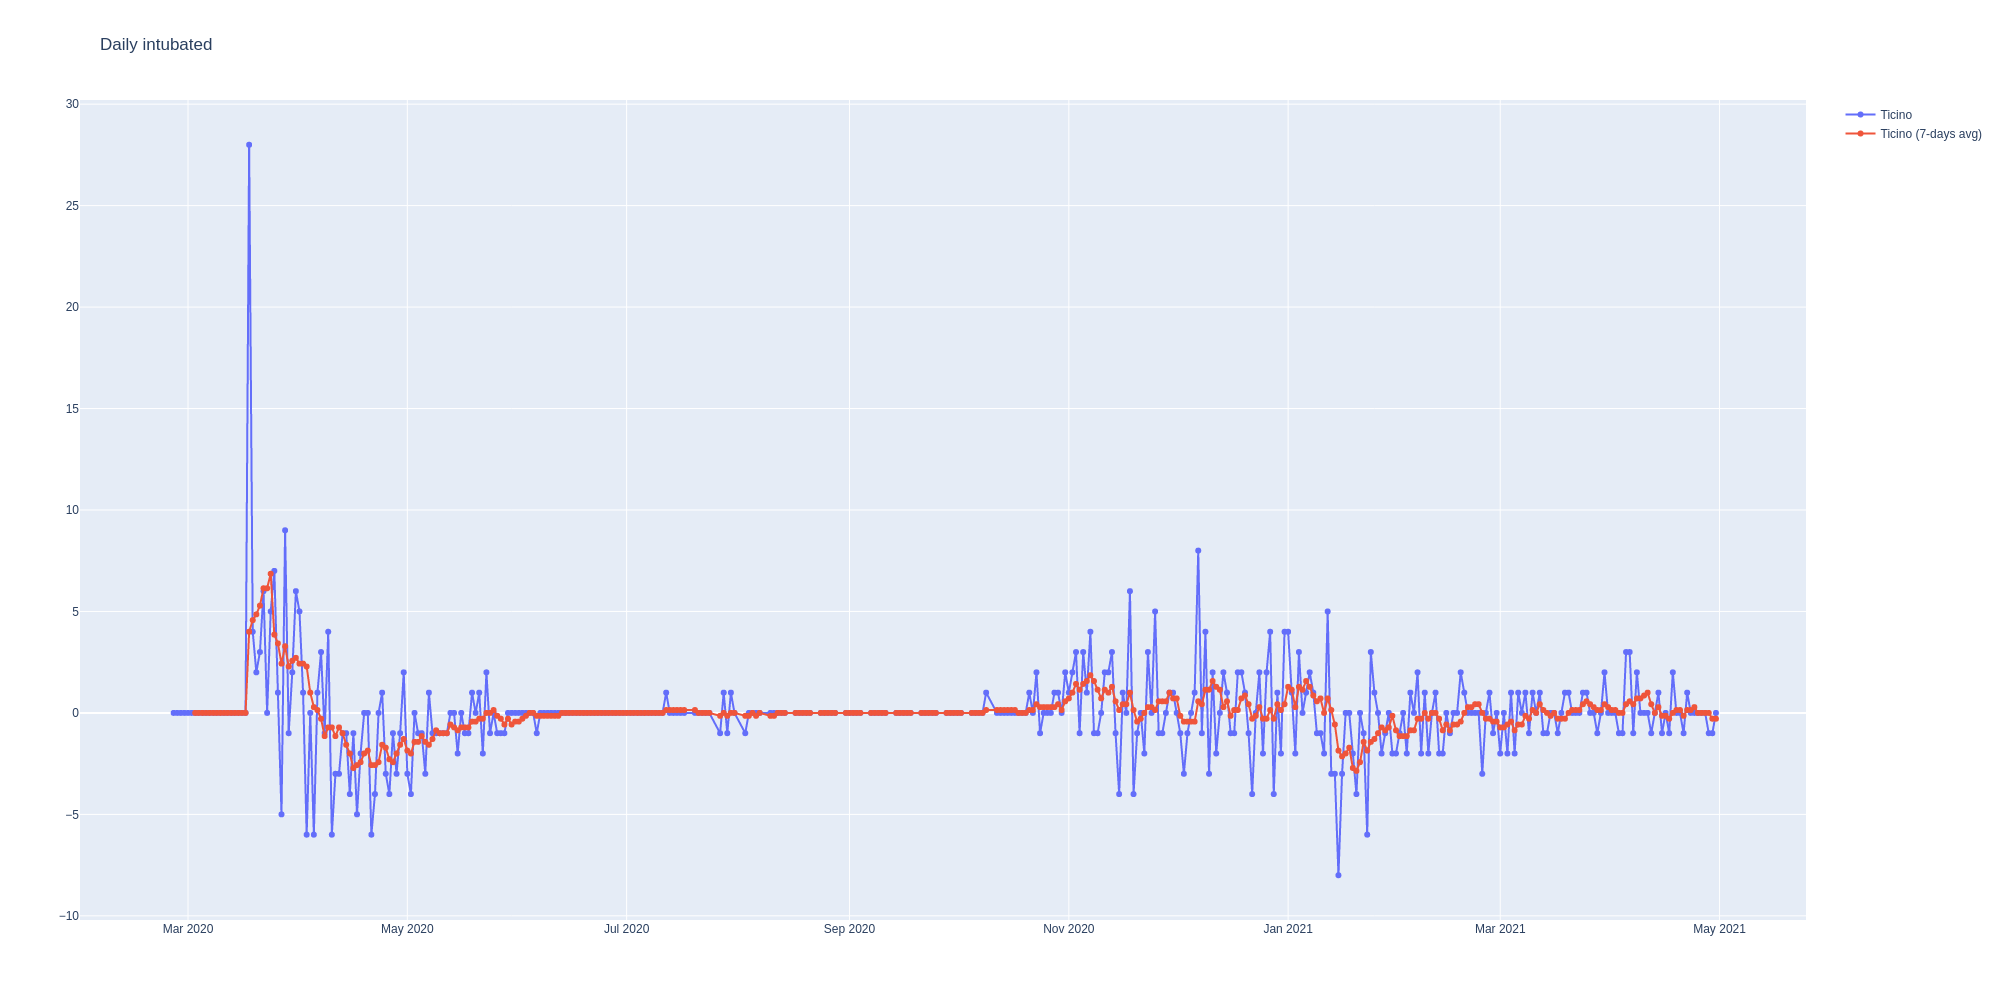 Daily intubated
30
25
20
15
10
5
0
−5
−10
Mar 2020
May 2020
Jul 2020
Sep 2020
Nov 2020
Jan 2021
Mar 2021
May 2021
Ticino
Ticino (7-days avg)